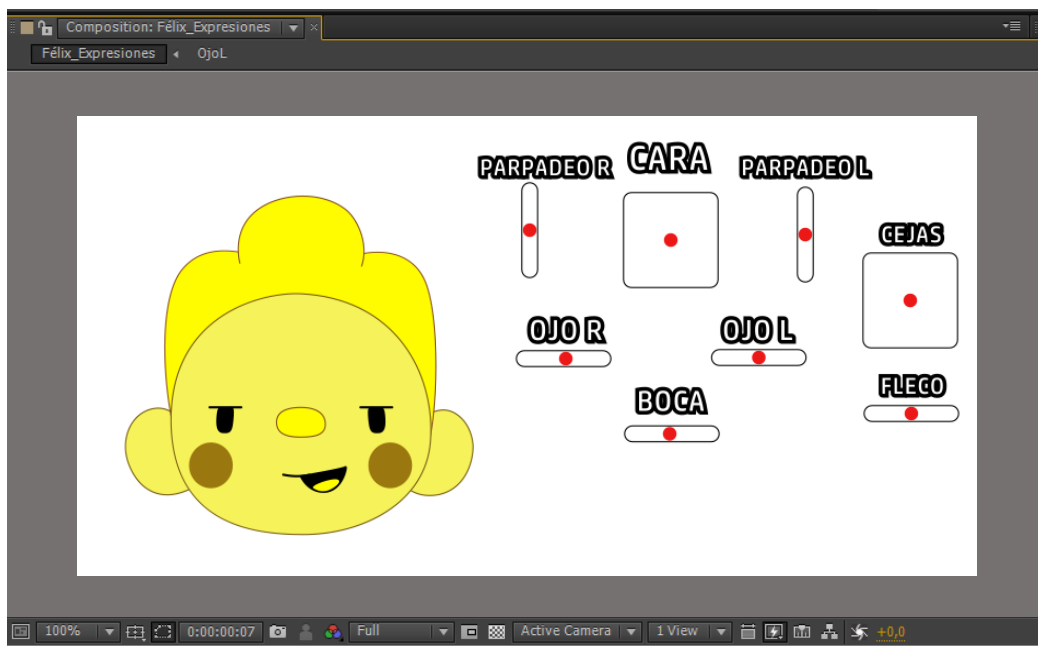 Composition: Félix_Expresiones
Félix_Expresiones OjoL
PARPADEO R
CARA
PARPADEO L
CEJAS
OJO R
OJO L
FLECO
BOCA
100% 0:00:00:07 Full Active Camera 1 View +0,0